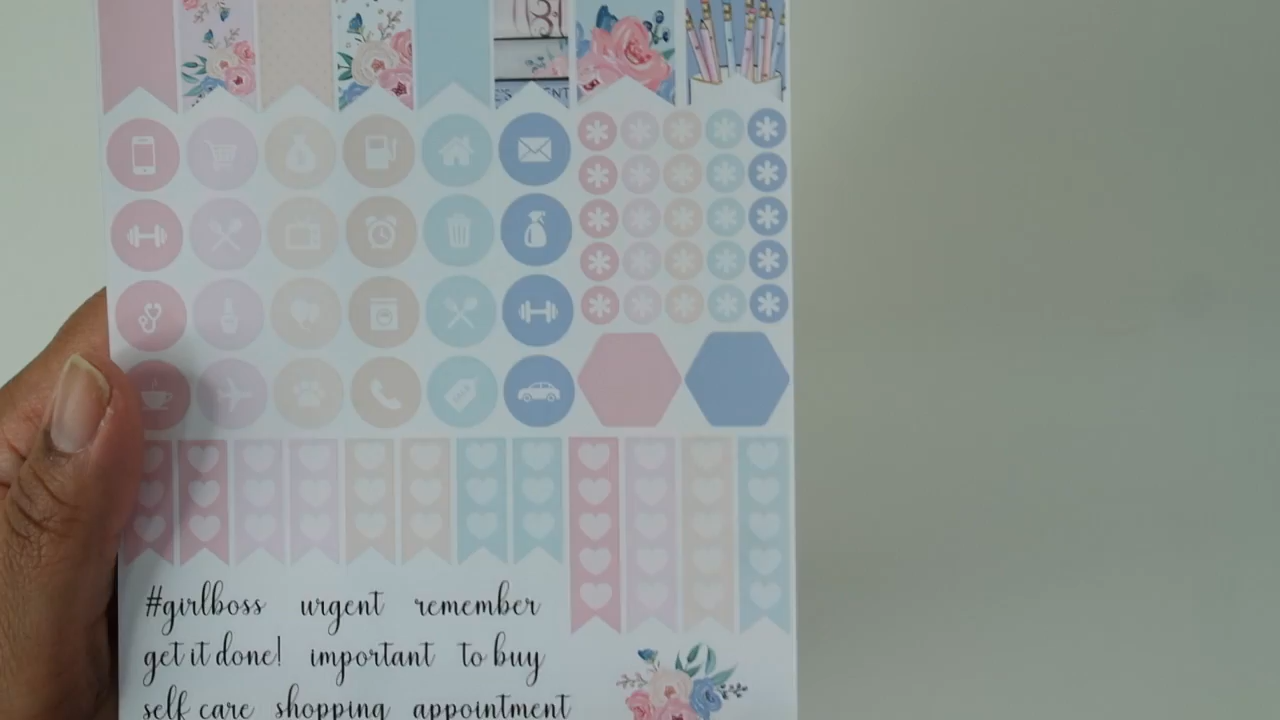 #girlboss urgent remember
get it done! important to buy
self care shopping appointment